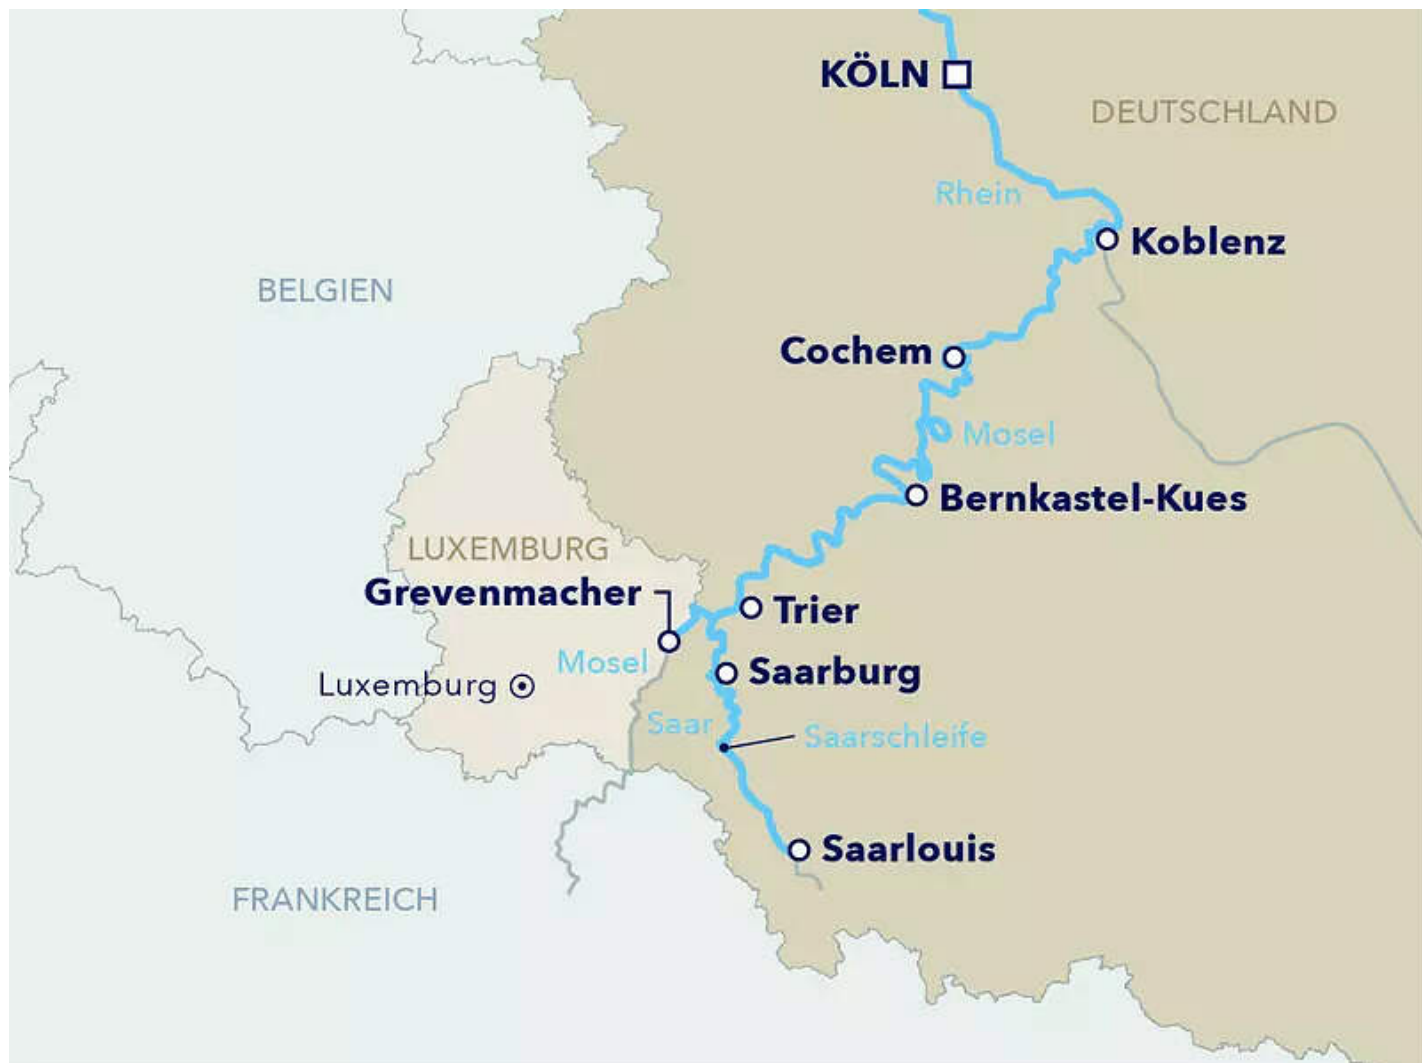 KÖLN
DEUTSCHLAND
Rhein
Koblenz
BELGIEN
Cochem
Mosel
Bernkastel-Kues
LUXEMBURG
Grevenmacher
Trier
Mosel
Saarburg
Luxemburg
Saar
Saarschleife
Saarlouis
FRANKREICH